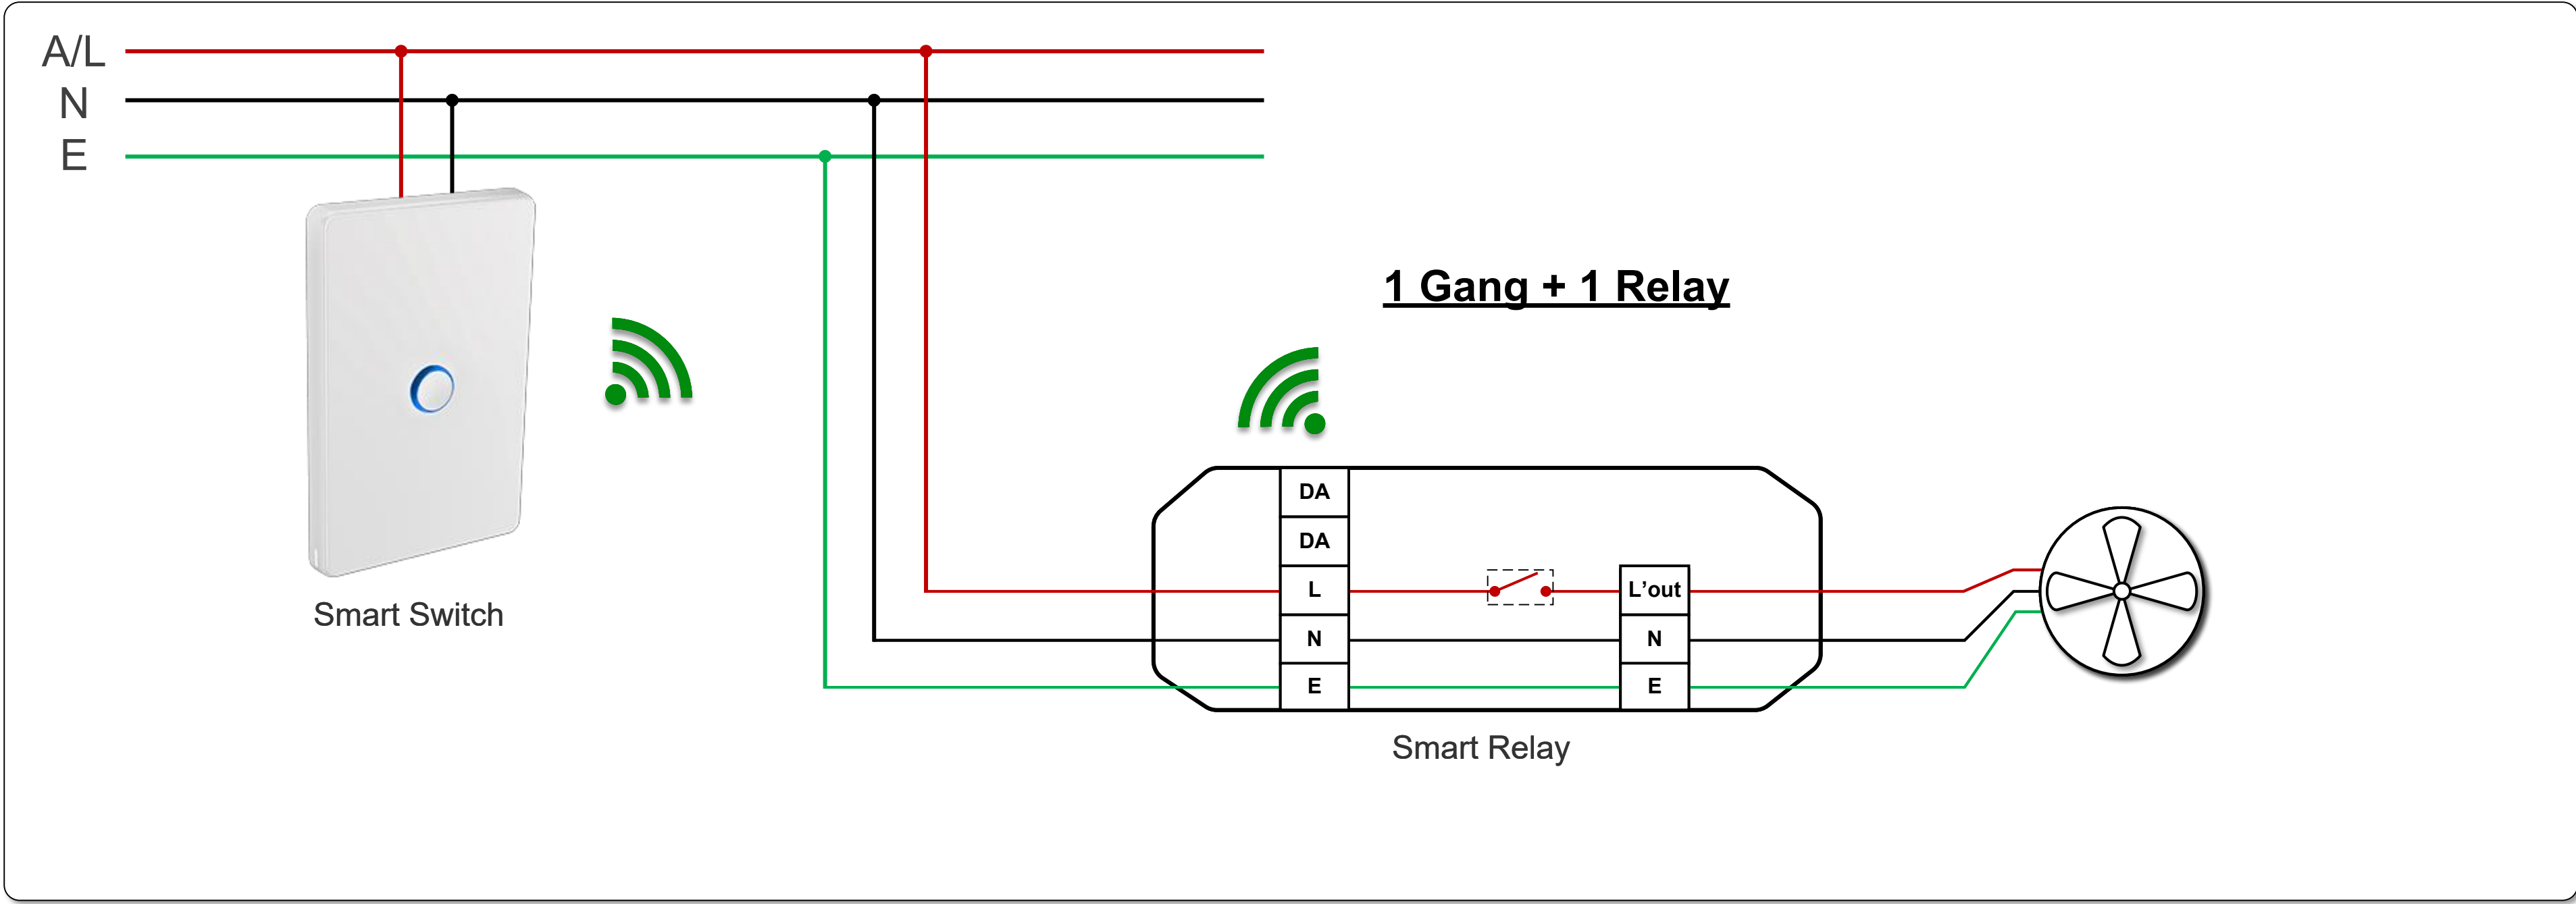 A/L
N
E
1 Gang + 1 Relay
DA
DA
L
L'out
N
N
E
E
Smart Switch
Smart Relay